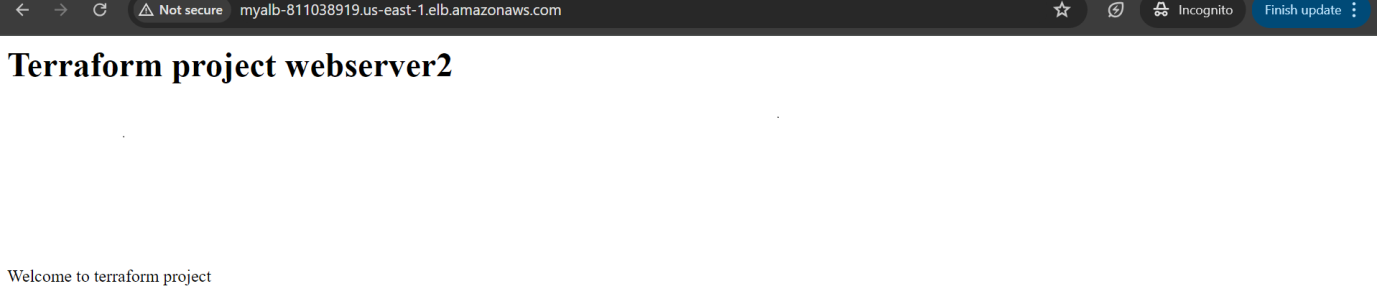 Not secure myalb-811038919.us-east-1.elb.amazonaws.com Incognito Finish update
Terraform project webserver2
Welcome to terraform project